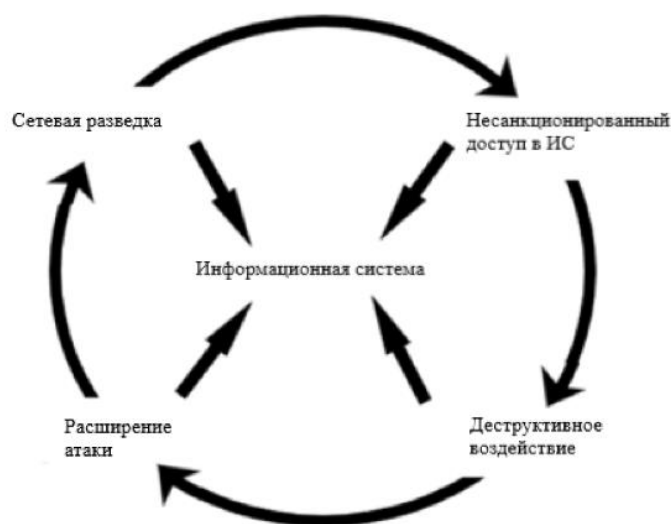 Сетевая разведка
Несанкционированный
доступ в ИС
Информационная система
Расширение
атаки
Деструктивное
воздействие